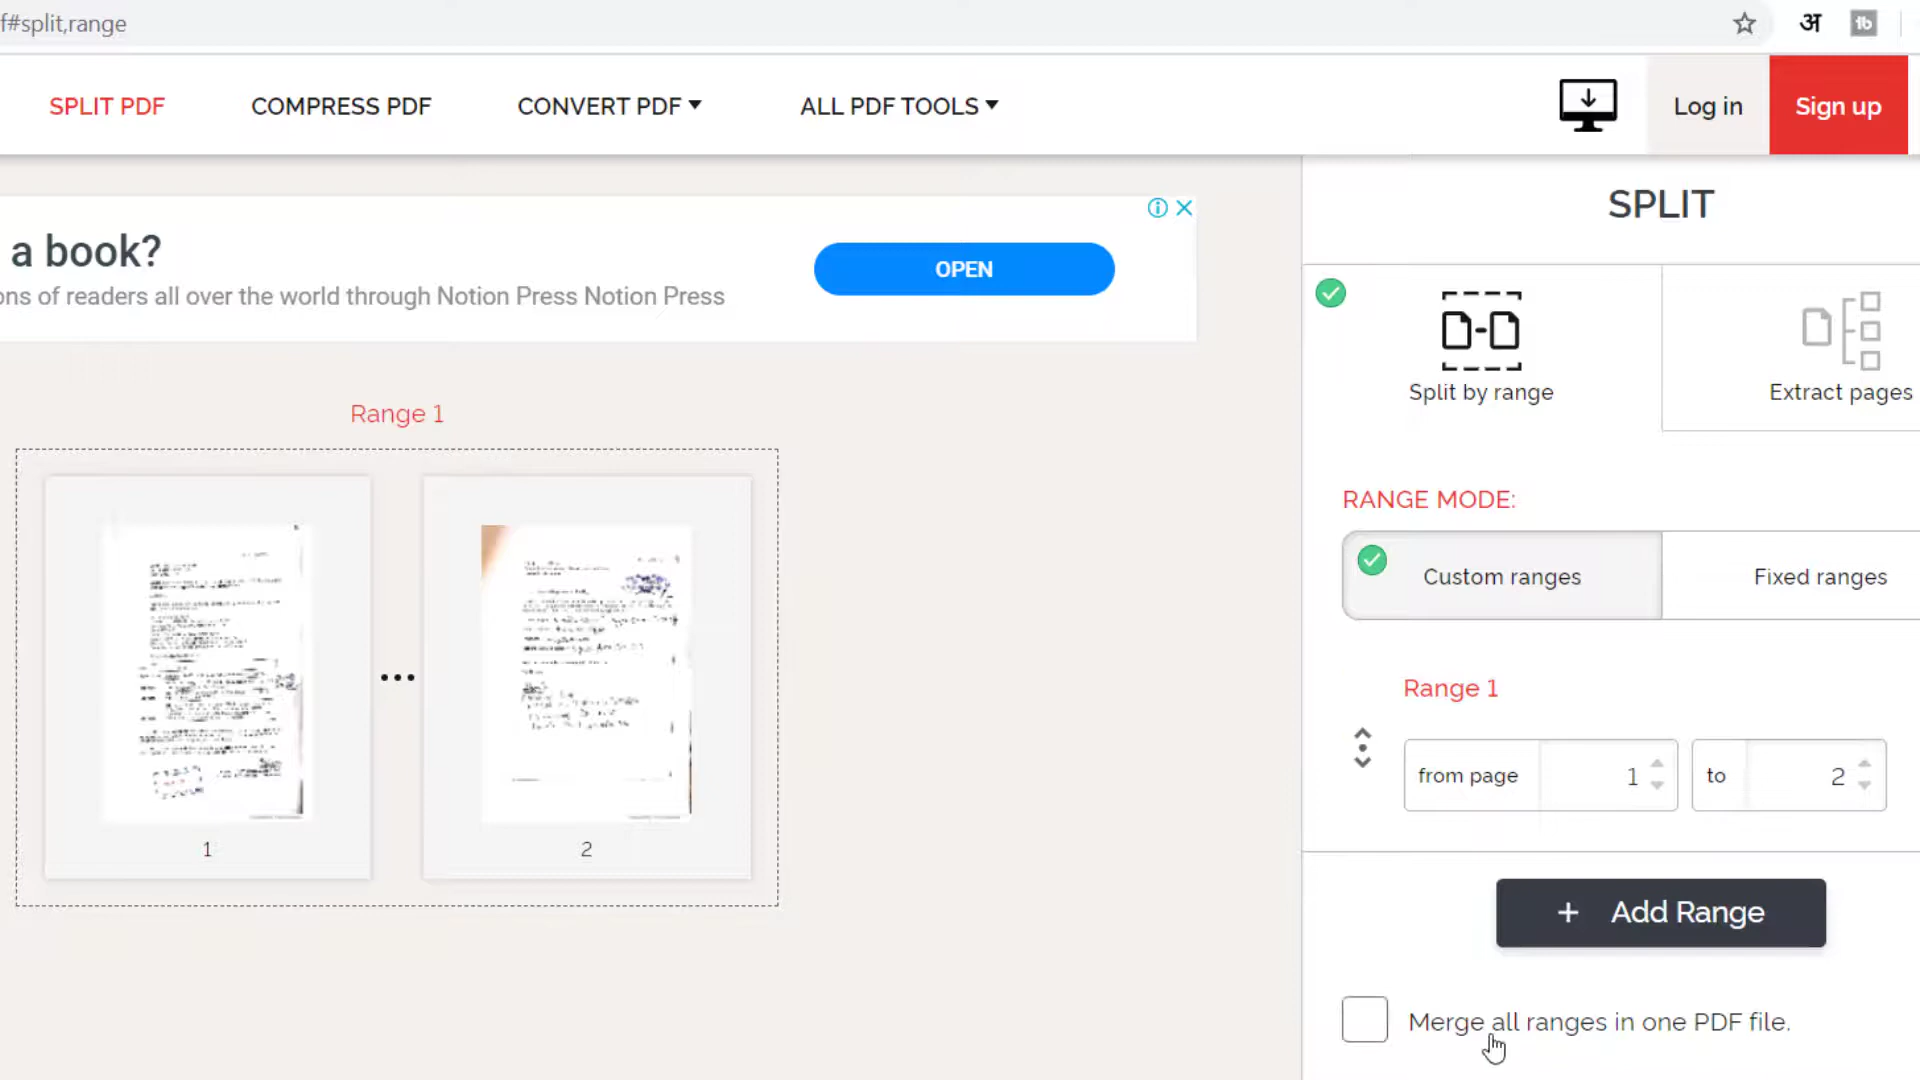 f#split,range
अ
tb
SPLIT PDF
COMPRESS PDF
CONVERT PDF
ALL PDF TOOLS
Log in
Sign up
a book?
ons of readers all over the world through Notion Press Notion Press
OPEN
SPLIT
Split by range
Extract pages
Range 1
1
2
RANGE MODE:
Custom ranges
Fixed ranges
Range 1
from page 1 to 2
+ Add Range
Merge all ranges in one PDF file.